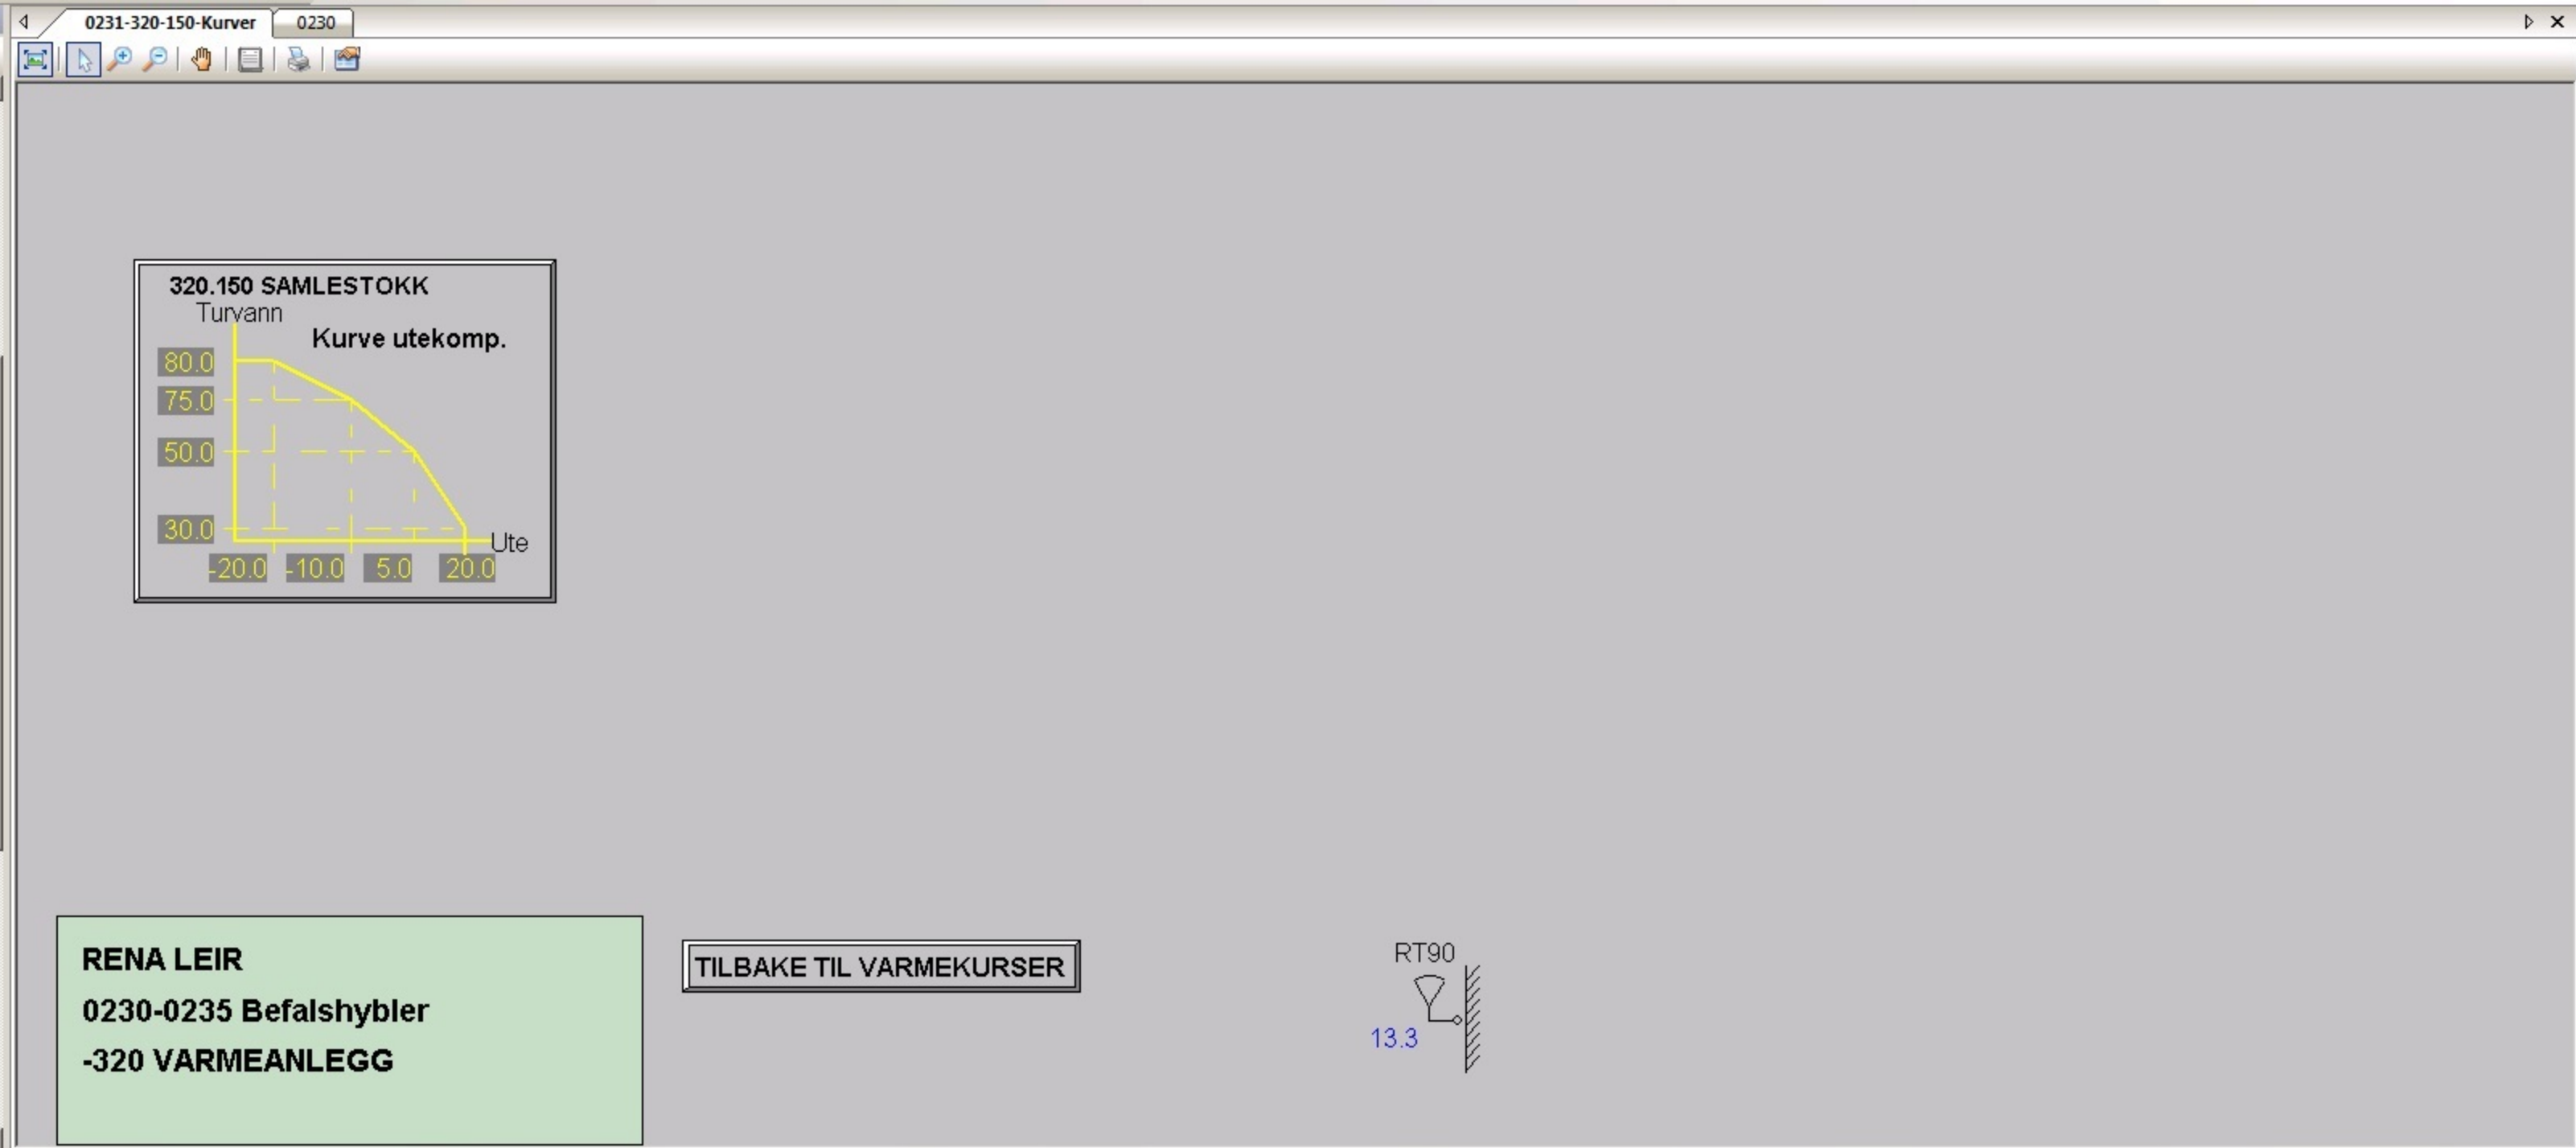 0231-320-150-Kurver
0230
320.150 SAMLESTOKK
Turvann
Kurve utekomp.
80.0
75.0
50.0
30.0
Ute
-20.0 -10.0 5.0 20.0
RENA LEIR
0230-0235 Befalshybler
-320 VARMEANLEGG
TILBAKE TIL VARMEKURSER
RT90
13.3